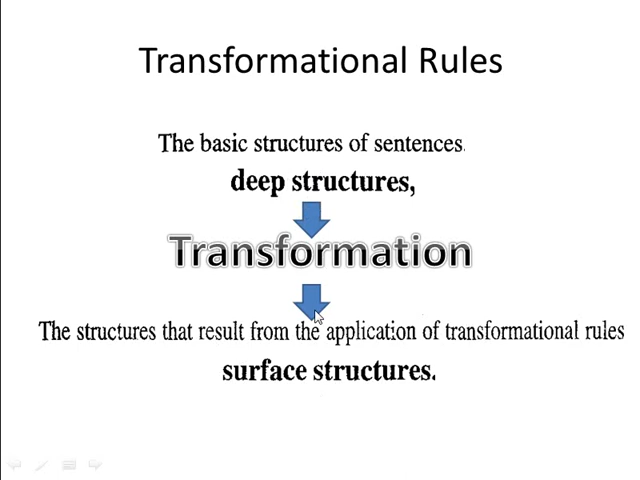 Transformational Rules
The basic structures of sentences.
deep structures,
Transformation
The structures that result from the application of transformational rules
surface structures.